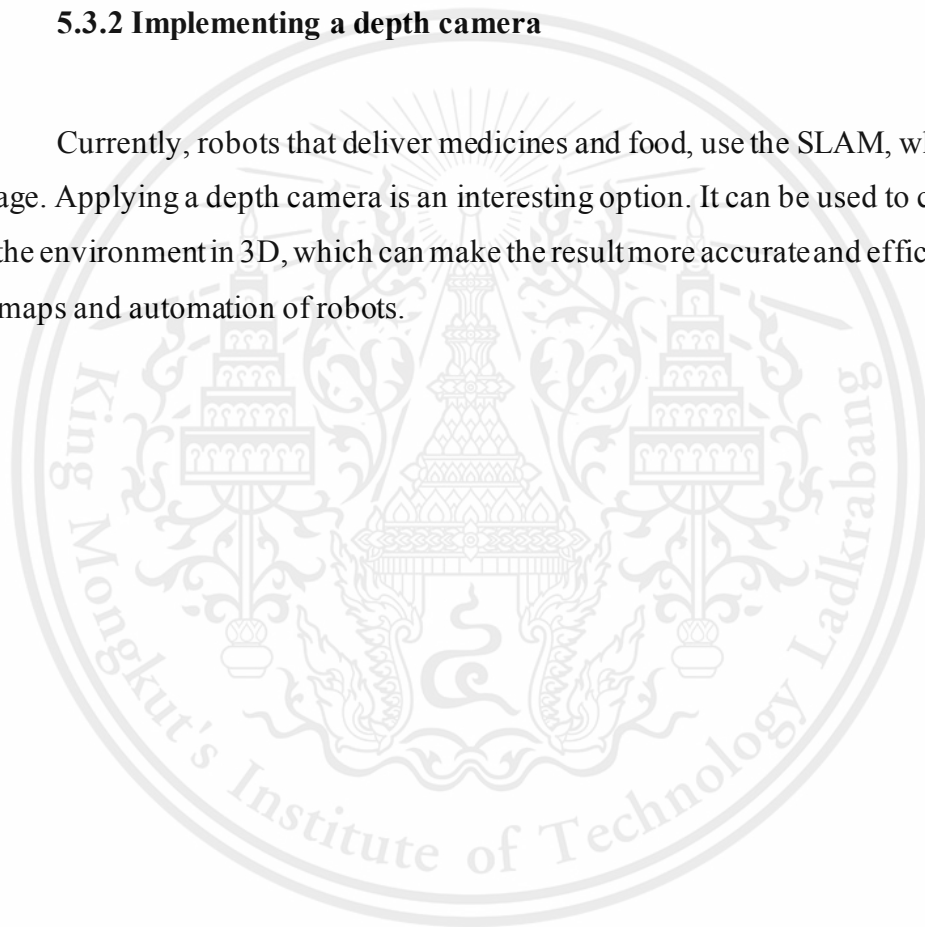 5.3.2 Implementing a depth camera
Currently, robots that deliver medicines and food, use the SLAM, w
age. Applying a depth camera is an interesting option. It can be used to
the environment in 3D, which can make the result more accurate and effic
maps and automation of robots.
King Mongkut's Institute of Technology Ladkrabang